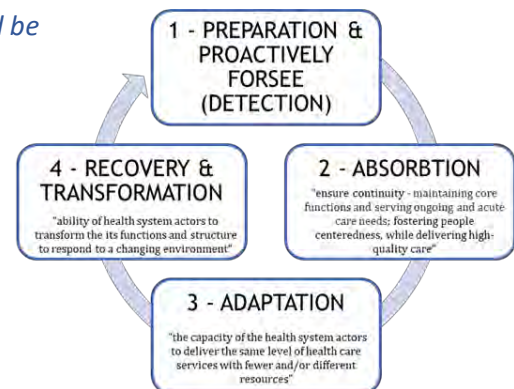 d be
1 - PREPARATION &
PROACTIVELY
FORSEE
(DETECTION)
2 - ABSORBTION
"ensure continuity - maintaining core
functions and serving ongoing and acute
care needs; fostering people
centeredness, while delivering high-
quality care"
3 - ADAPTATION
"the capacity of the health system actors
to deliver the same level of health care
services with fewer and/or different
resources"
4 - RECOVERY &
TRANSFORMATION
"ability of health system actors to
transform the its functions and structure
to respond to a changing environment"